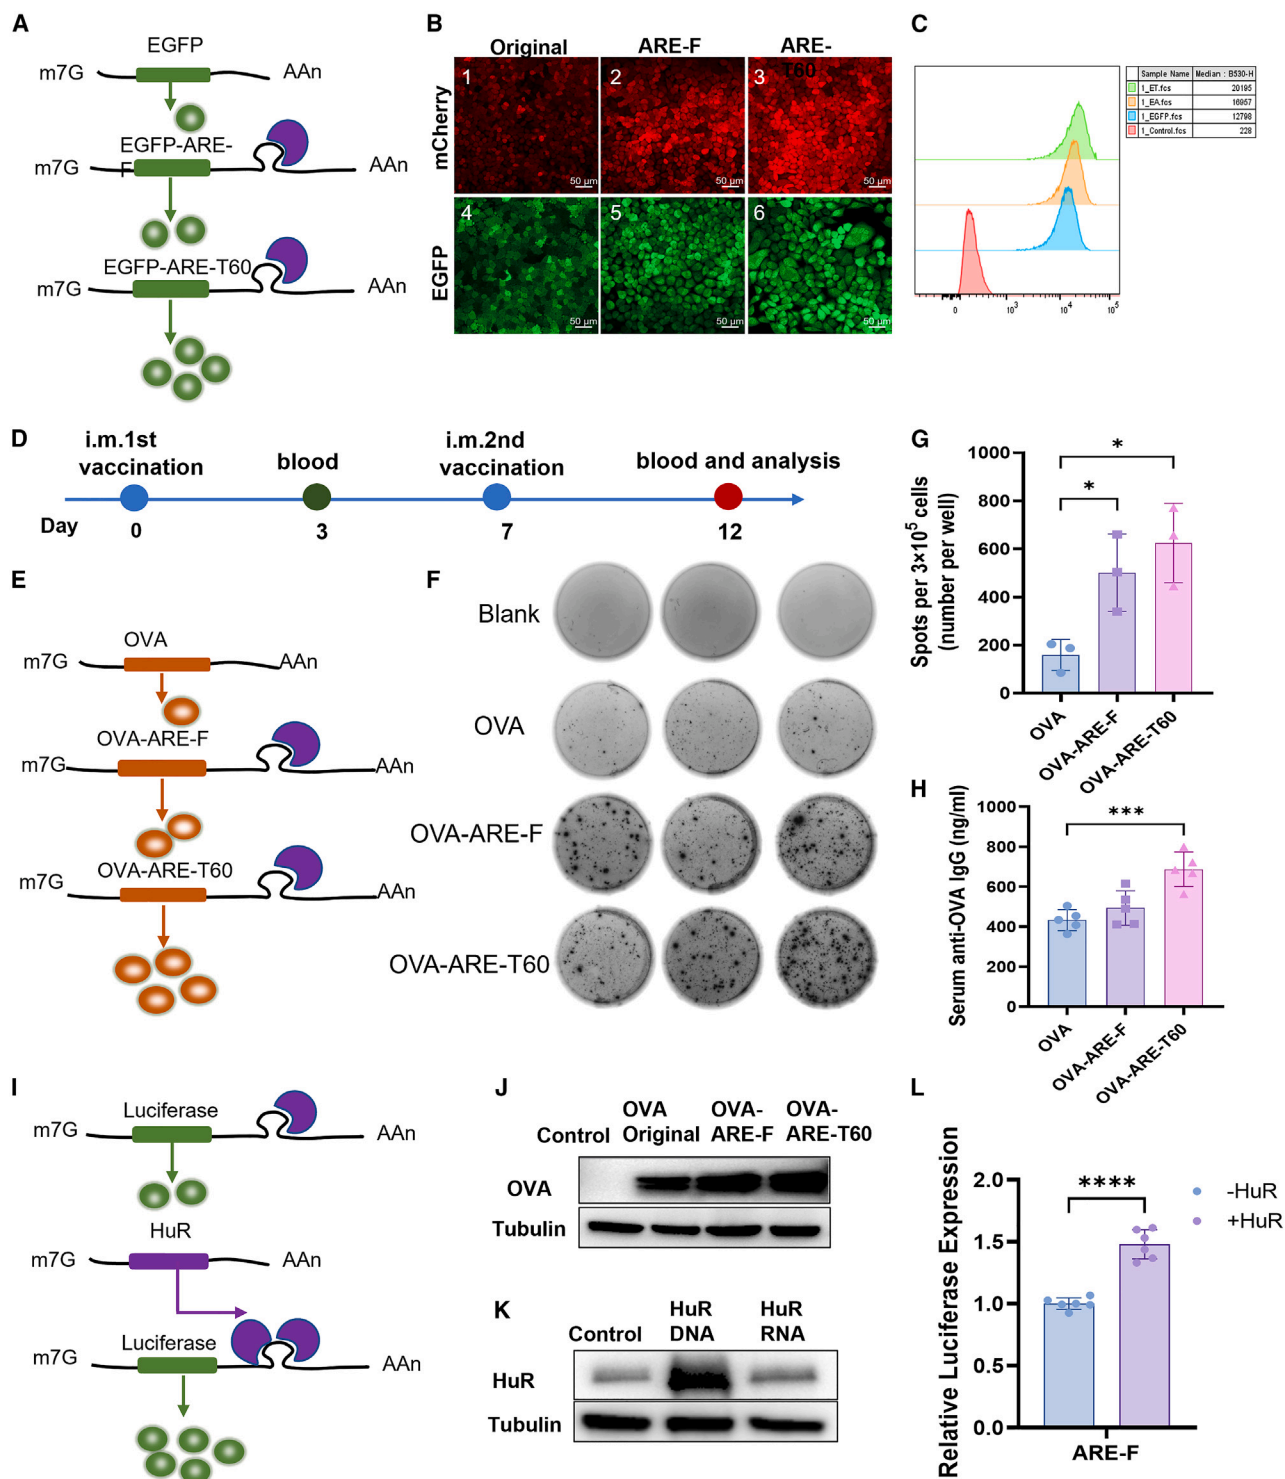 A
EGFP
m7G
AAn
EGFP-ARE-
F
m7G
AAn
EGFP-ARE-T60
m7G
AAn
B
Original
ARE-F
ARE-
T60
mCherry
1
2
3
50 µm
50 µm
50 µm
EGFP
4
5
6
50 µm
50 µm
50 µm
C
Sample Name Median : B530-H
1_ET.fcs 20195
1_EA.fcs 16957
1_EGFP.fcs 12798
1_Control.fcs 228
0 10^3 10^4 10^5
D
i.m.1st
vaccination
blood
i.m.2nd
vaccination
blood and analysis
Day
0
3
7
12
E
OVA
m7G
AAn
OVA-ARE-F
m7G
AAn
OVA-ARE-T60
m7G
AAn
F
Blank
OVA
OVA-ARE-F
OVA-ARE-T60
G
Spots per 3×10^5 cells
(number per well)
1000
800
600
400
200
0
*
*
OVA
OVA-ARE-F
OVA-ARE-T60
H
Serum anti-OVA IgG (ng/ml)
1000
800
600
400
200
0
***
OVA
OVA-ARE-F
OVA-ARE-T60
I
Luciferase
m7G
AAn
HuR
m7G
AAn
Luciferase
m7G
AAn
J
Control
OVA
Original
OVA-
ARE-F
OVA-
ARE-T60
OVA
Tubulin
K
Control
HuR
DNA
HuR
RNA
HuR
Tubulin
L
Relative Luciferase Expression
2.0
1.5
1.0
0.5
0.0
****
-HuR
+HuR
ARE-F